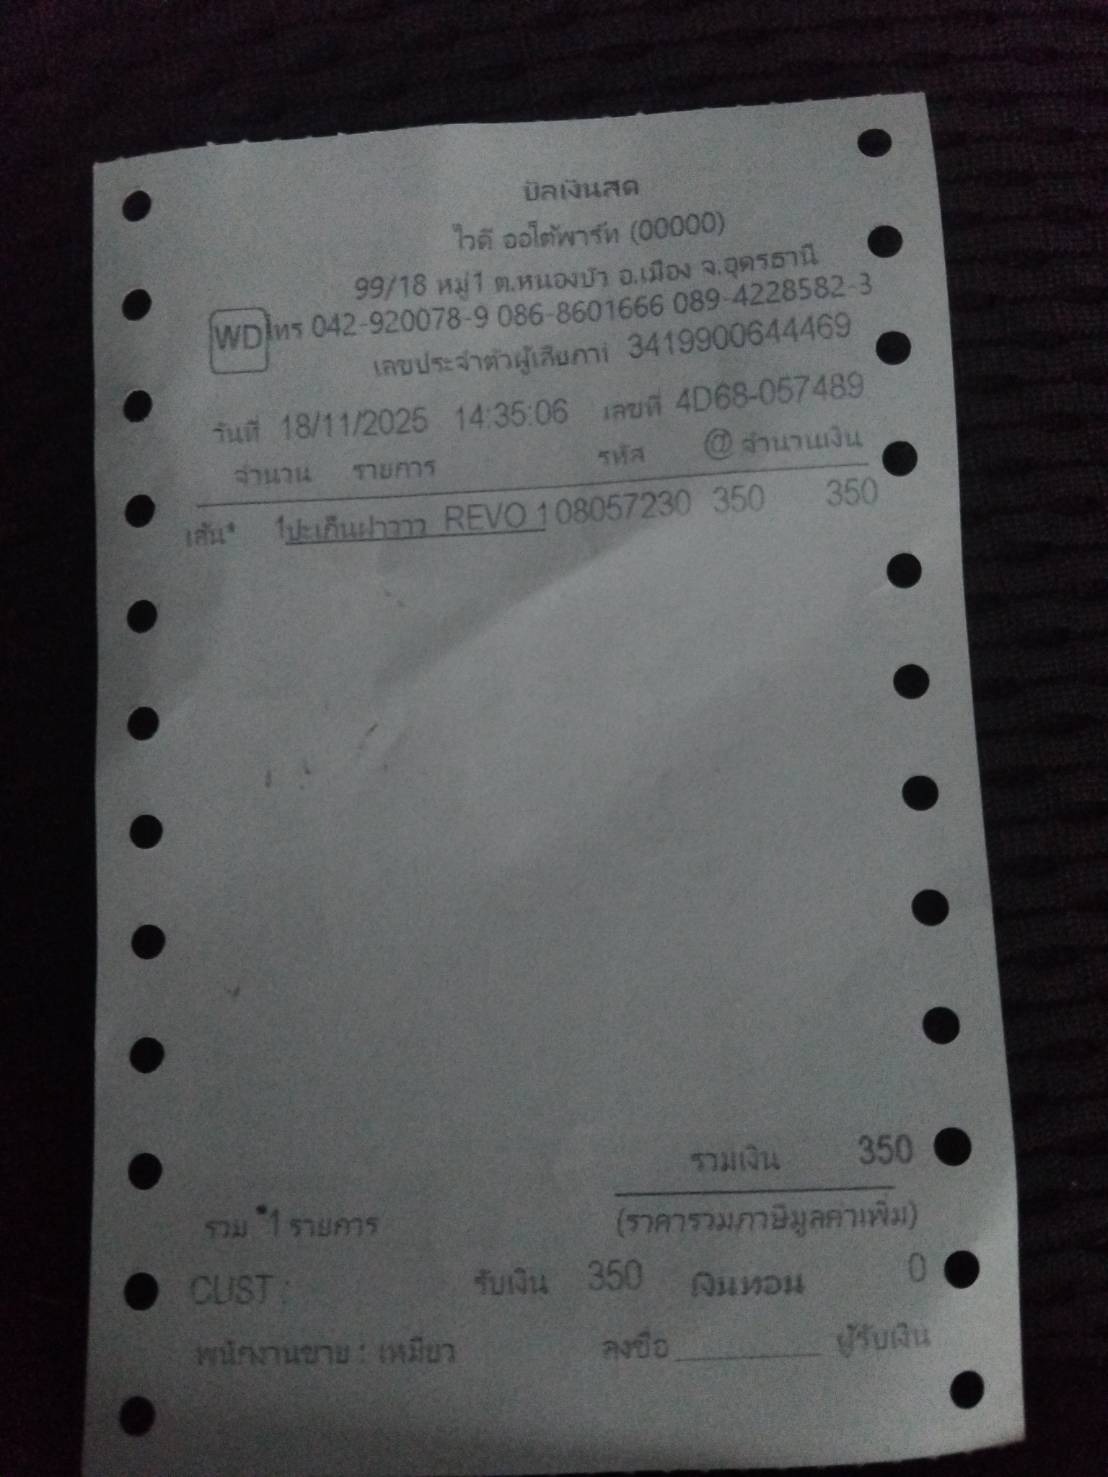 บิลเงินสด
ไวดี ออโต้พาร์ท (00000)
99/18 หมู่1 ต.หนองบัว อ.เมือง จ.อุดรธานี
WD โทร 042-920078-9 086-8601666 089-4228582-3
เลขประจำตัวผู้เสียภาษี 3419900644469
วันที่ 18/11/2025 14:35:06 เลขที่ 4D68-057489
จำนวน รายการ รหัส @ จำนวนเงิน
เส้น* 1 ปะเก็นฝาวาว REVO 1 08057230 350 350
รวมเงิน 350
รวม *1 รายการ (ราคารวมภาษีมูลค่าเพิ่ม)
CUST : รับเงิน 350 เงินทอน 0
พนักงานขาย : เหมียว ลงชื่อ ________ ผู้รับเงิน